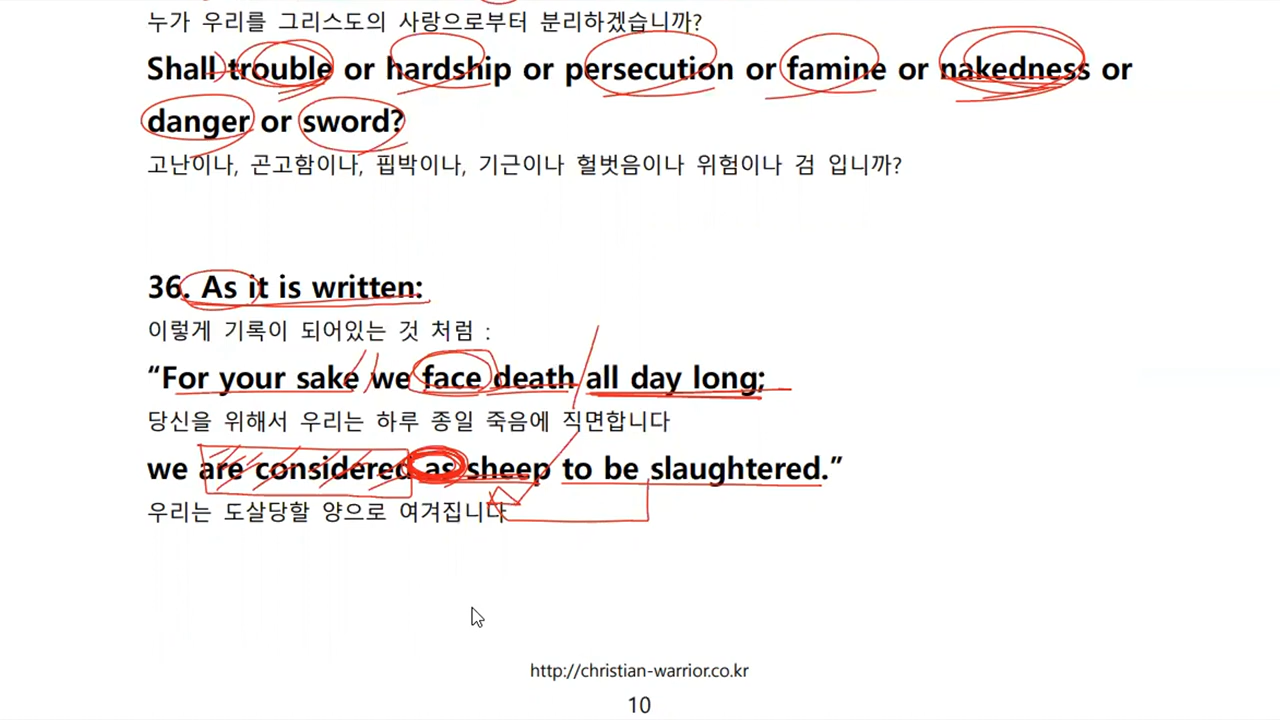 누가 우리를 그리스도의 사랑으로부터 분리하겠습니까?
Shall trouble or hardship or persecution or famine or nakedness or
danger or sword?
고난이나, 곤고함이나, 핍박이나, 기근이나 헐벗음이나 위험이나 검 입니까?
36. As it is written:
이렇게 기록이 되어있는 것 처럼 :
“For your sake we face death all day long;
당신을 위해서 우리는 하루 종일 죽음에 직면합니다
we are considered as sheep to be slaughtered.”
우리는 도살당할 양으로 여겨집니다
http://christian-warrior.co.kr
10